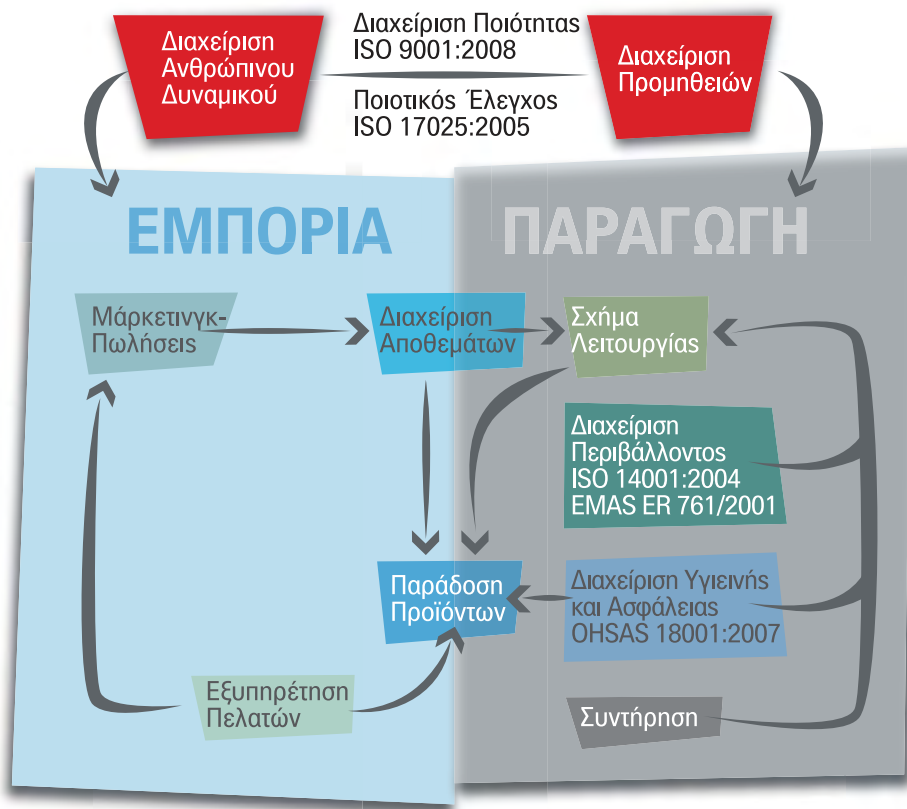 Διαχείριση
Ανθρώπινου
Δυναμικού
Διαχείριση Ποιότητας
ISO 9001:2008
Ποιοτικός Έλεγχος
ISO 17025:2005
Διαχείριση
Προμηθειών
ΕΜΠΟΡΙΑ
ΠΑΡΑΓΩΓΗ
Μάρκετινγκ-
Πωλήσεις
Διαχείριση
Αποθεμάτων
Σχήμα
Λειτουργίας
Διαχείριση
Περιβάλλοντος
ISO 14001:2004
EMAS ER 761/2001
Παράδοση
Προϊόντων
Διαχείριση Υγιεινής
και Ασφάλειας
OHSAS 18001:2007
Εξυπηρέτηση
Πελατών
Συντήρηση